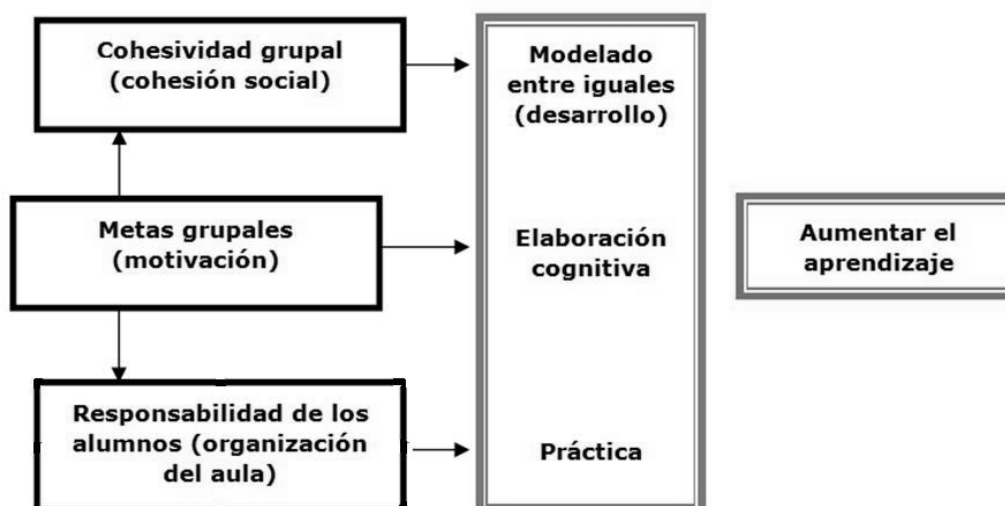 Cohesividad grupal
(cohesión social)
Modelado
entre iguales
(desarrollo)
Metas grupales
(motivación)
Elaboración
cognitiva
Aumentar el
aprendizaje
Responsabilidad de los
alumnos (organización
del aula)
Práctica